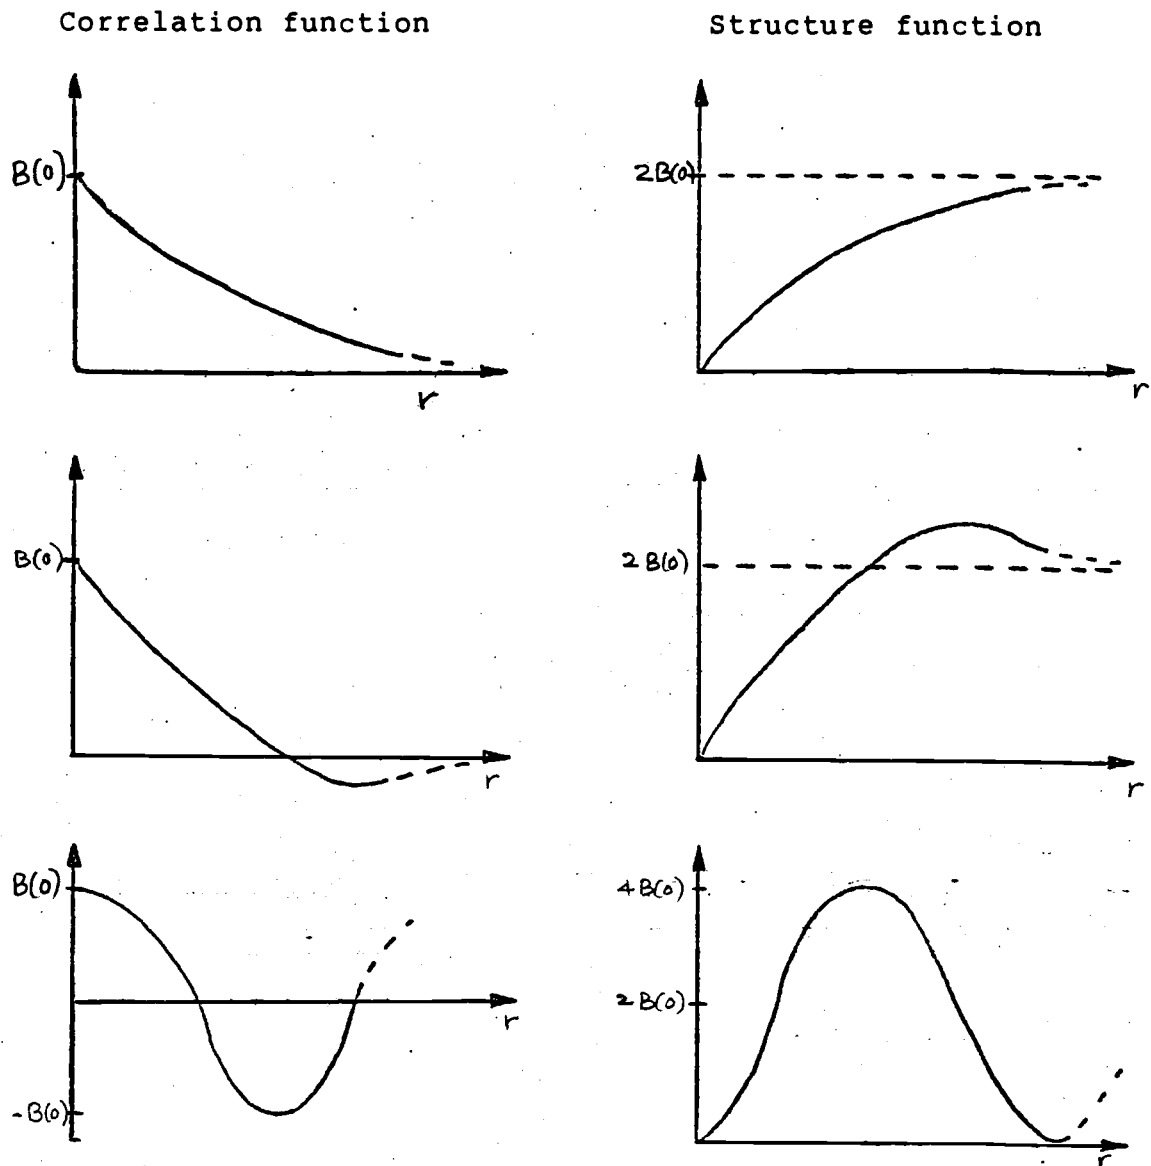 Correlation function
Structure function
B(0)
r
2B(0)
r
B(0)
r
2B(0)
r
B(0)
-B(0)
r
4B(0)
2B(0)
r